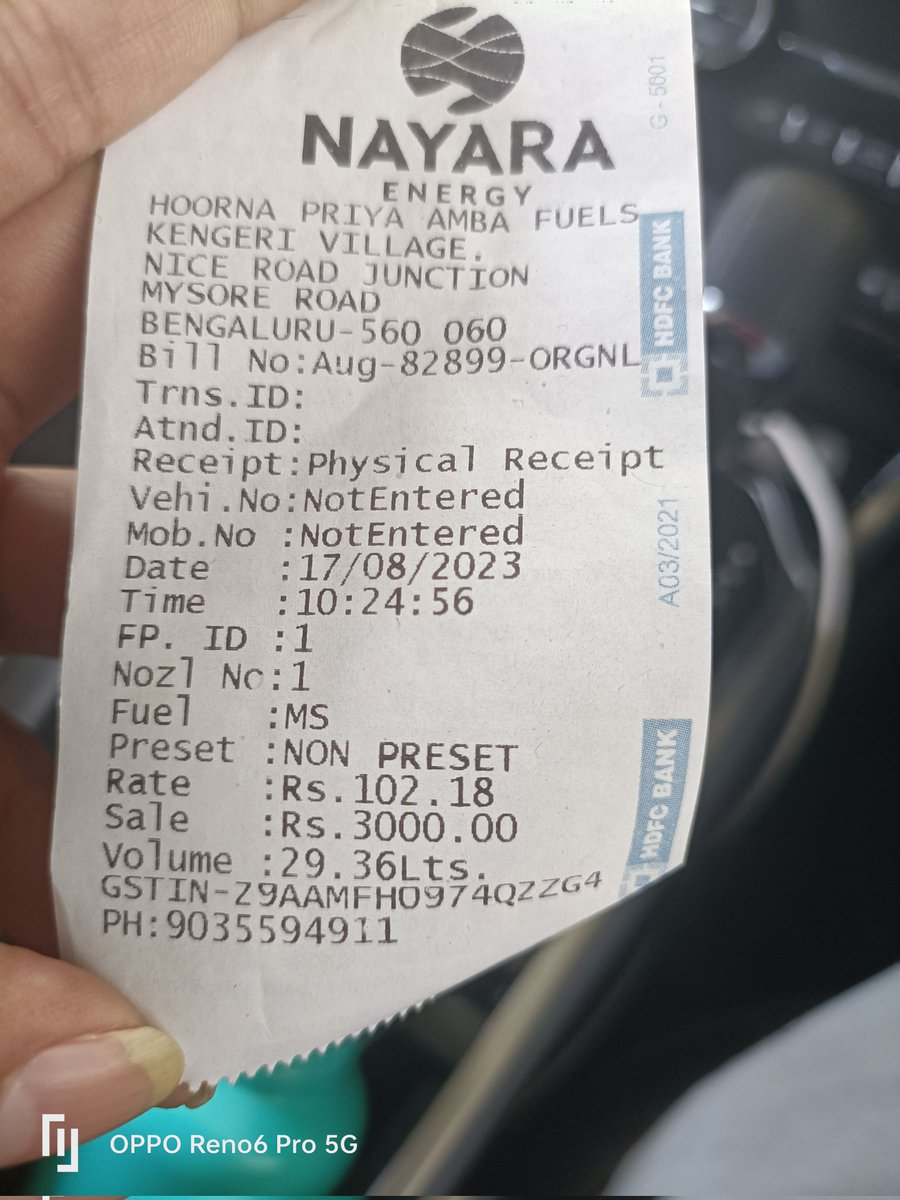 NAYARA
ENERGY
HOORNA PRIYA AMBA FUELS
KENGERI VILLAGE.
NICE ROAD JUNCTION
MYSORE ROAD
BENGALURU-560 060
Bill No:Aug-82899-ORGNL
Trns.ID:
Atnd.ID:
Receipt:Physical Receipt
Vehi.No:NotEntered
Mob.No :NotEntered
Date :17/08/2023
Time :10:24:56
FP. ID :1
Nozl No:1
Fuel :MS
Preset :NON PRESET
Rate :Rs.102.18
Sale :Rs.3000.00
Volume :29.36Lts.
GSTIN-Z9AAMFH0974QZZG4
PH:9035594911
G - 5601
HDFC BANK
A03/2021
HDFC BANK
OPPO Reno6 Pro 5G